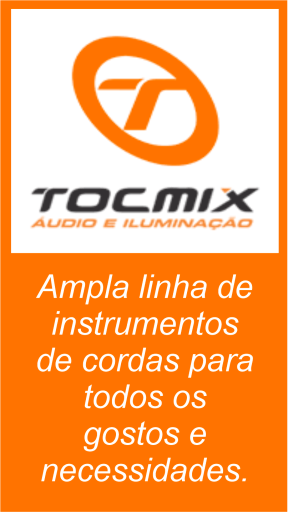 TOCMIX
ÁUDIO E ILUMINAÇÃO
Ampla linha de
instrumentos
de cordas para
todos os
gostos e
necessidades.